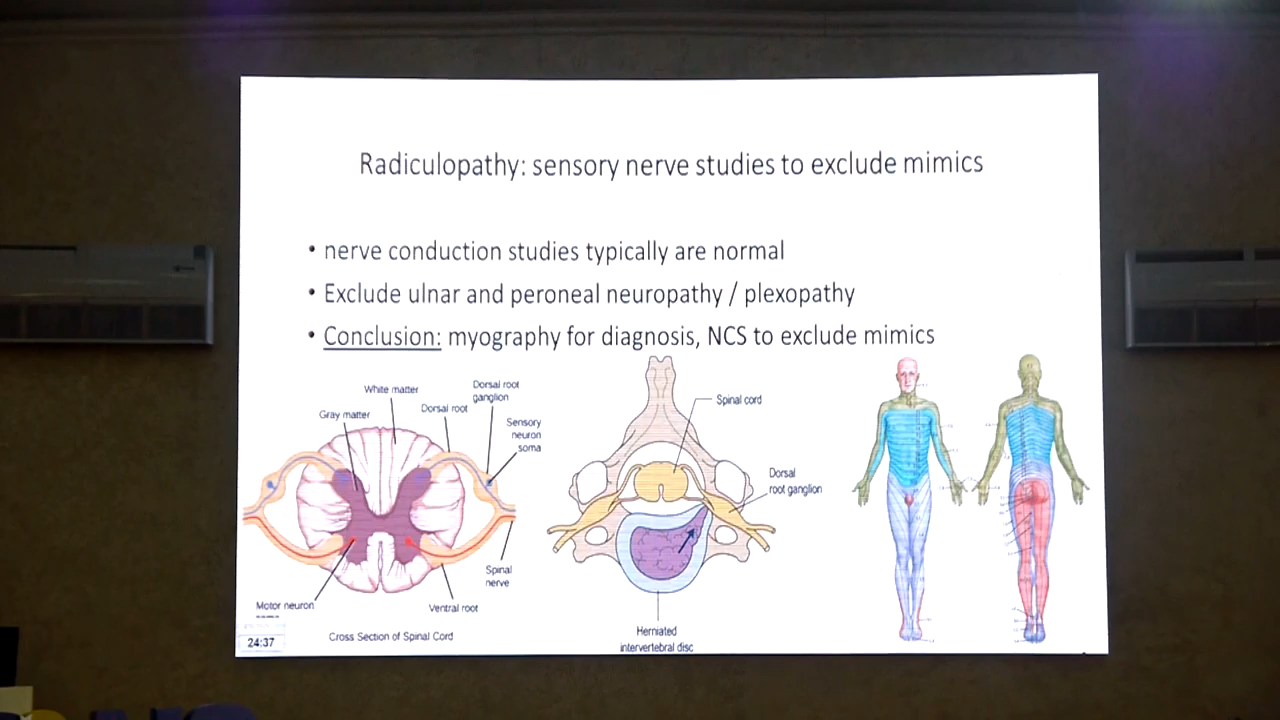 Radiculopathy: sensory nerve studies to exclude mimics
• nerve conduction studies typically are normal
• Exclude ulnar and peroneal neuropathy / plexopathy
• Conclusion: myography for diagnosis, NCS to exclude mimics
White matter
Gray matter
Dorsal root
Dorsal root
ganglion
Sensory
neuron
soma
Spinal
nerve
Motor neuron
Ventral root
Cross Section of Spinal Cord
24:37
Spinal cord
Dorsal
root ganglion
Herniated
intervertebral disc